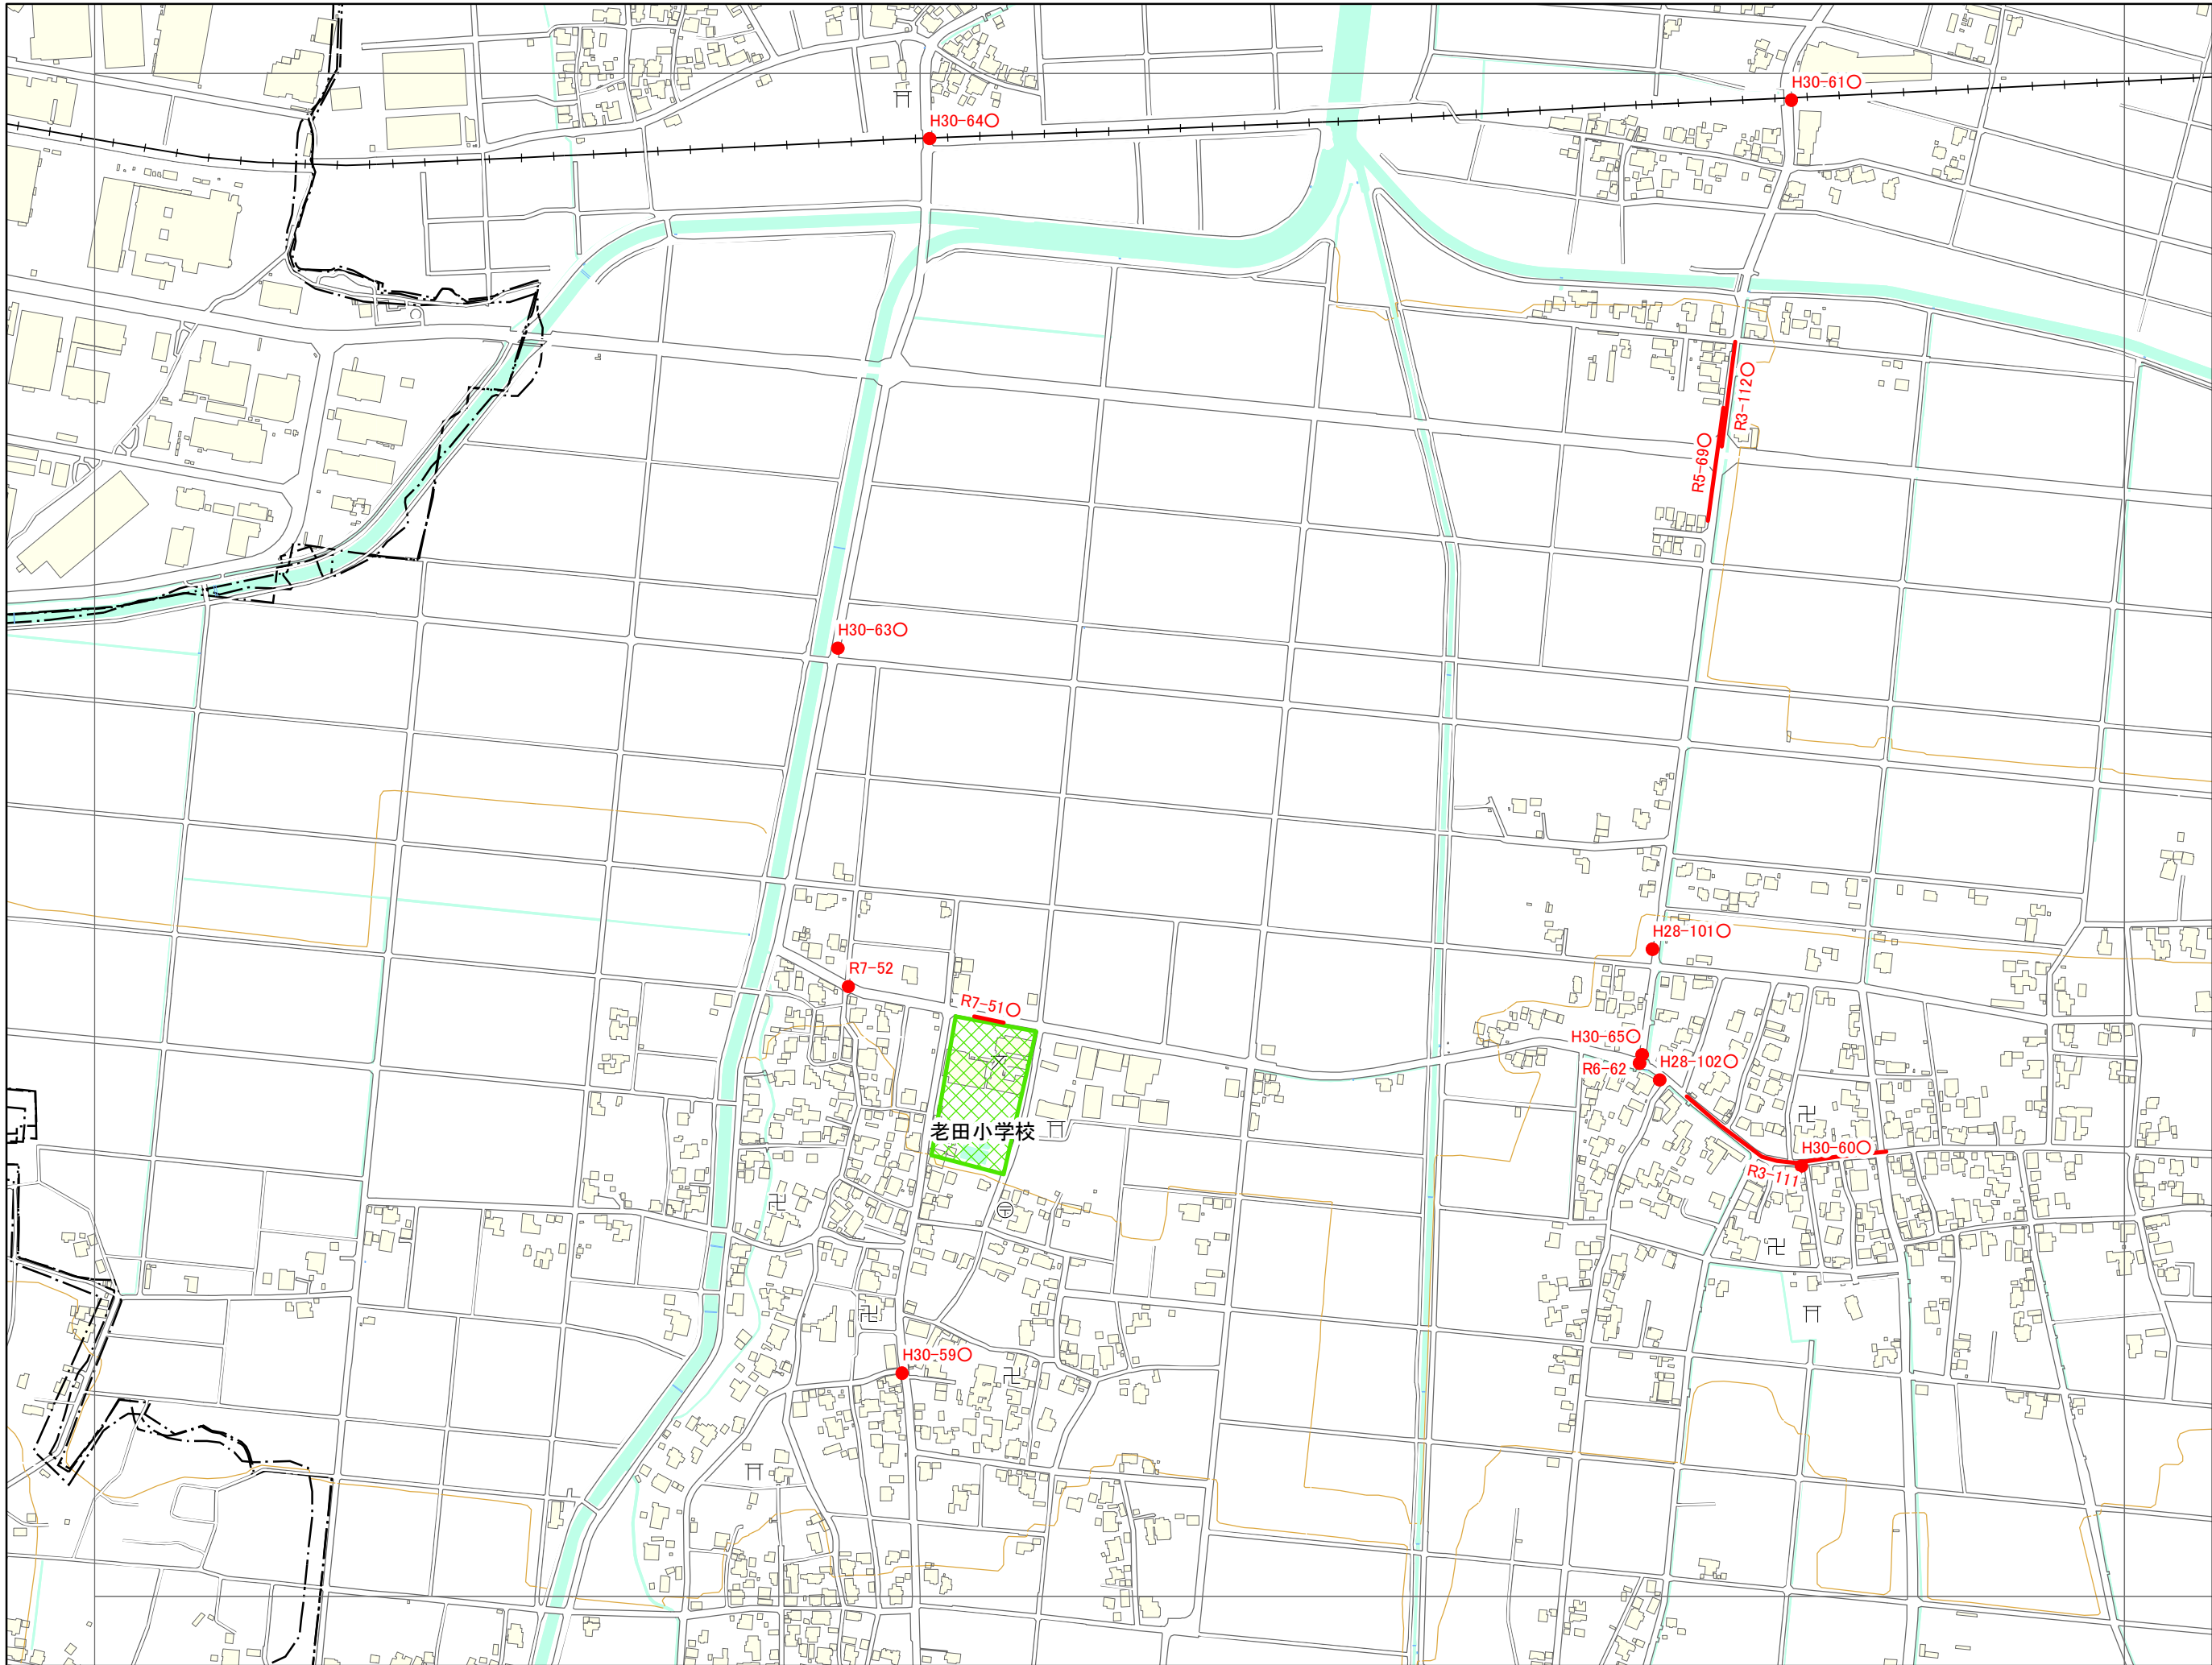 H30-61○
H30-64○
R3-112○
R5-69○
H30-63○
H28-101○
R7-52
R7-51○
H30-65○
H28-102○
R6-62
文
老田小学校
H30-60○
R3-111
H30-59○